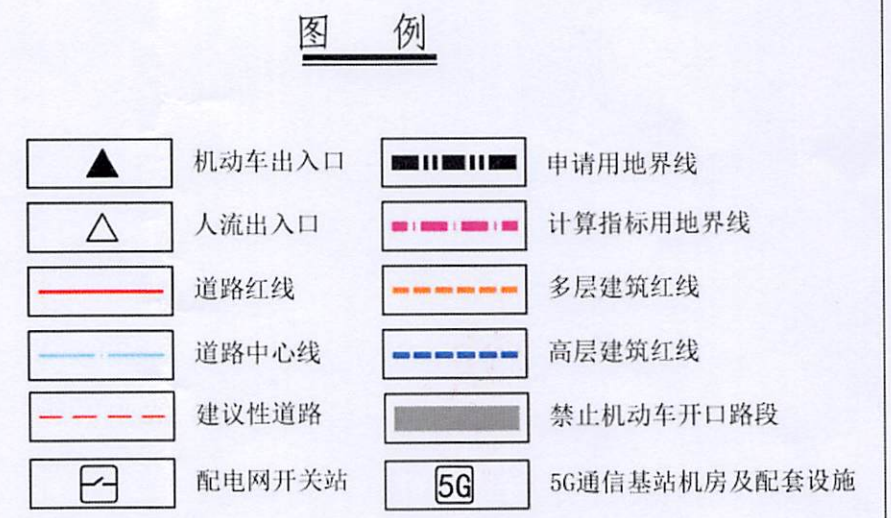 图 例
机动车出入口 申请用地界线
人流出入口 计算指标用地界线
道路红线 多层建筑红线
道路中心线 高层建筑红线
建议性道路 禁止机动车开口路段
配电网开关站 5G 5G通信基站机房及配套设施